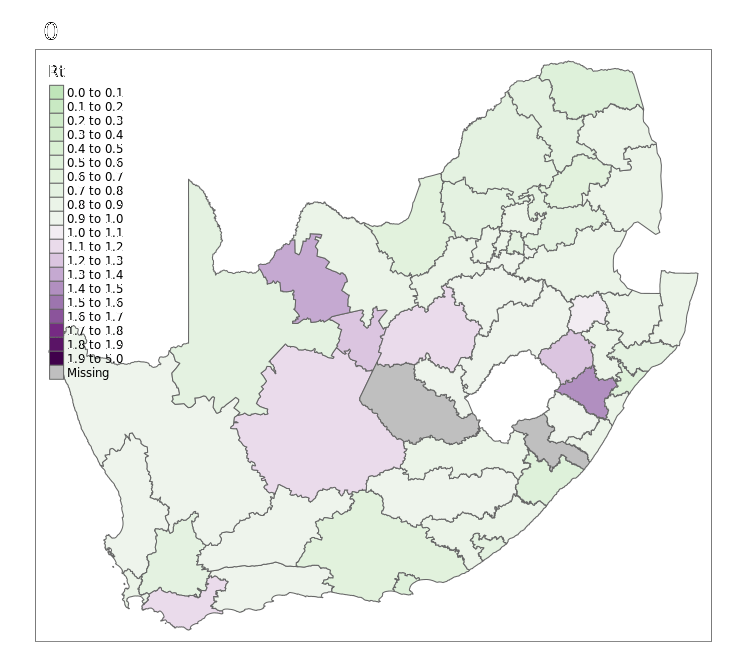 0
Rt
0.0 to 0.1
0.1 to 0.2
0.2 to 0.3
0.3 to 0.4
0.4 to 0.5
0.5 to 0.6
0.6 to 0.7
0.7 to 0.8
0.8 to 0.9
0.9 to 1.0
1.0 to 1.1
1.1 to 1.2
1.2 to 1.3
1.3 to 1.4
1.4 to 1.5
1.5 to 1.6
1.6 to 1.7
1.7 to 1.8
1.8 to 1.9
1.9 to 5.0
Missing